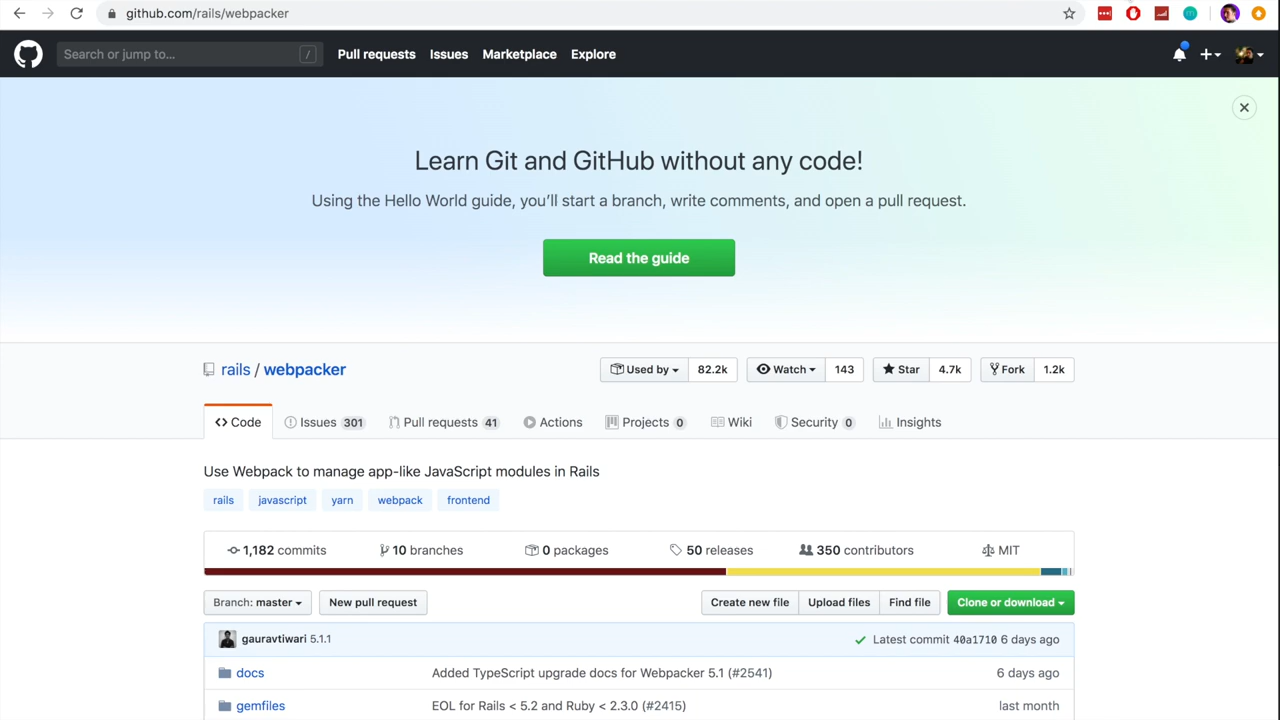 github.com/rails/webpacker
Search or jump to... /
Pull requests Issues Marketplace Explore
Learn Git and GitHub without any code!
Using the Hello World guide, you’ll start a branch, write comments, and open a pull request.
Read the guide
rails / webpacker
Used by 82.2k Watch 143 Star 4.7k Fork 1.2k
Code Issues 301 Pull requests 41 Actions Projects 0 Wiki Security 0 Insights
Use Webpack to manage app-like JavaScript modules in Rails
rails javascript yarn webpack frontend
1,182 commits 10 branches 0 packages 50 releases 350 contributors MIT
Branch: master New pull request Create new file Upload files Find file Clone or download
gauravtiwari 5.1.1 Latest commit 40a1710 6 days ago
docs Added TypeScript upgrade docs for Webpacker 5.1 (#2541) 6 days ago
gemfiles EOL for Rails < 5.2 and Ruby < 2.3.0 (#2415) last month